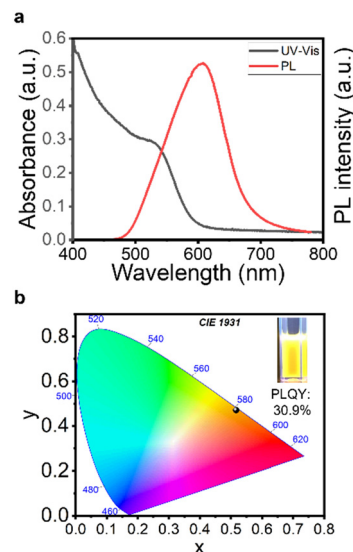 a
UV-Vis
PL
Absorbance (a.u.)
PL intensity (a.u.)
0.6
0.5
0.4
0.3
0.2
0.1
0.0
400 500 600 700 800
Wavelength (nm)
b
CIE 1931
520
540
560
580
600
620
500
480
460
PLQY:
30.9%
y
0.8
0.6
0.4
0.2
0.0
0.0 0.1 0.2 0.3 0.4 0.5 0.6 0.7 0.8
x